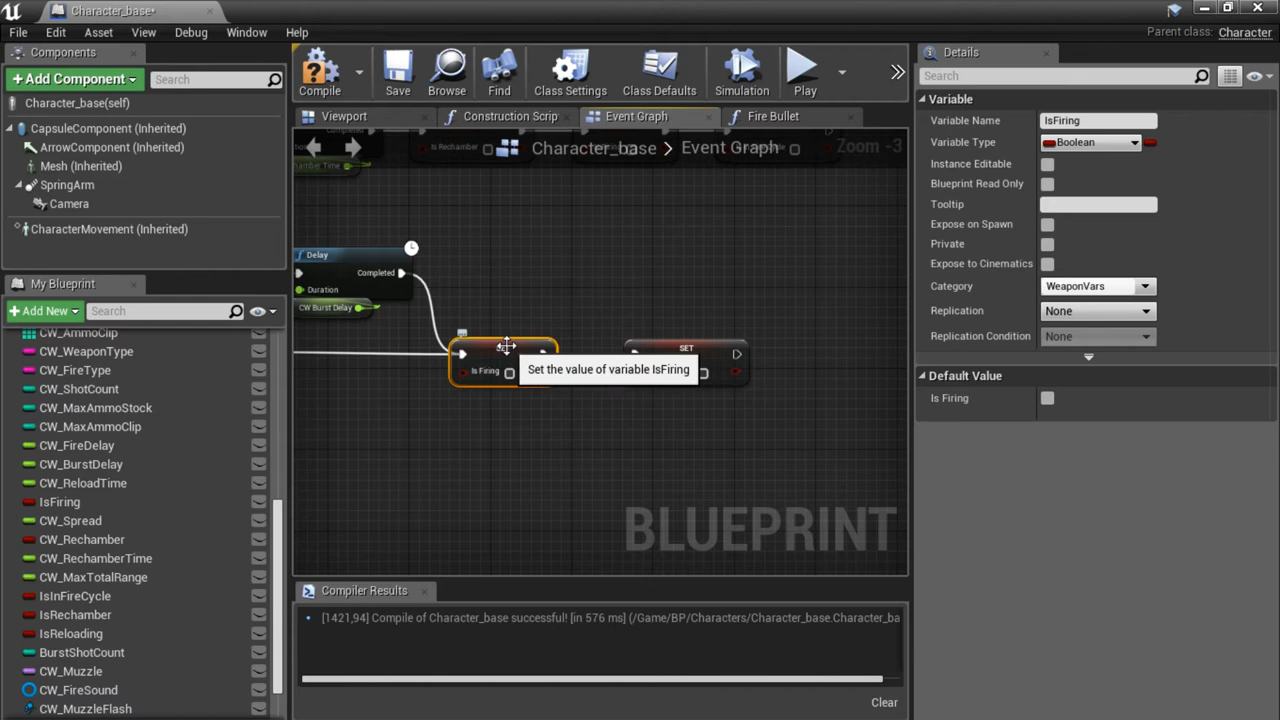 Character_base*
File Edit Asset View Debug Window Help
Parent class: Character
Components
+Add Component
Search
Character_base(self)
CapsuleComponent (Inherited)
ArrowComponent (Inherited)
Mesh (Inherited)
SpringArm
Camera
CharacterMovement (Inherited)
My Blueprint
+Add New
Search
CW_AmmoClip
CW_WeaponType
CW_FireType
CW_ShotCount
CW_MaxAmmoStock
CW_MaxAmmoClip
CW_FireDelay
CW_BurstDelay
CW_ReloadTime
IsFiring
CW_Spread
CW_Rechamber
CW_RechamberTime
CW_MaxTotalRange
IsInFireCycle
IsRechamber
IsReloading
BurstShotCount
CW_Muzzle
CW_FireSound
CW_MuzzleFlash
Compile Save Browse Find Class Settings Class Defaults Simulation Play
Viewport Construction Scrip Event Graph Fire Bullet
Completed
Is Rechamber
Character_base > Event Graph
Zoom -3
Delay
Completed
Duration
CW Burst Delay
SET
Is Firing
Set the value of variable IsFiring
BLUEPRINT
Compiler Results
[1421,94] Compile of Character_base successful! [in 576 ms] (/Game/BP/Characters/Character_base.Character_ba
Clear
Details
Search
Variable
Variable Name IsFiring
Variable Type Boolean
Instance Editable
Blueprint Read Only
Tooltip
Expose on Spawn
Private
Expose to Cinematics
Category WeaponVars
Replication None
Replication Condition None
Default Value
Is Firing